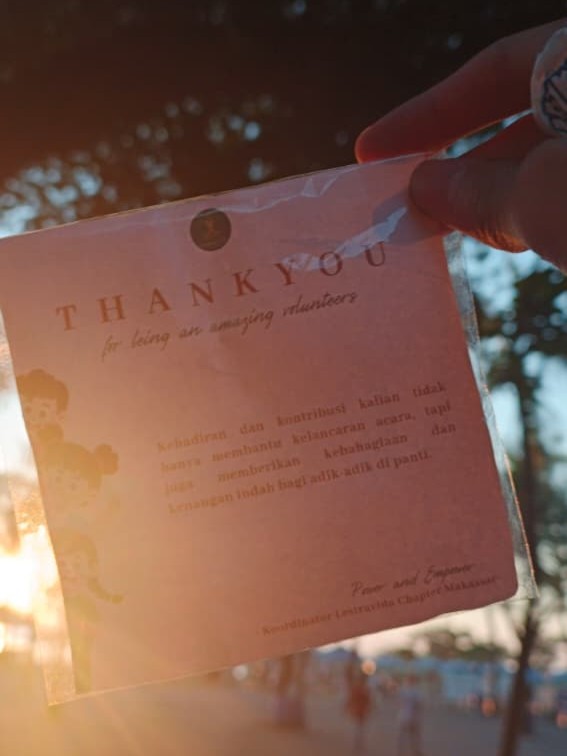 THANKYOU
for being an amazing volunteers
Kehadiran dan kontribusi kalian tidak
hanya membantu kelancaran acara, tapi
juga memberikan kebahagiaan dan
kenangan indah bagi adik-adik di panti.
Power and Empower
Koordinator Lestravida Chapter Makassar